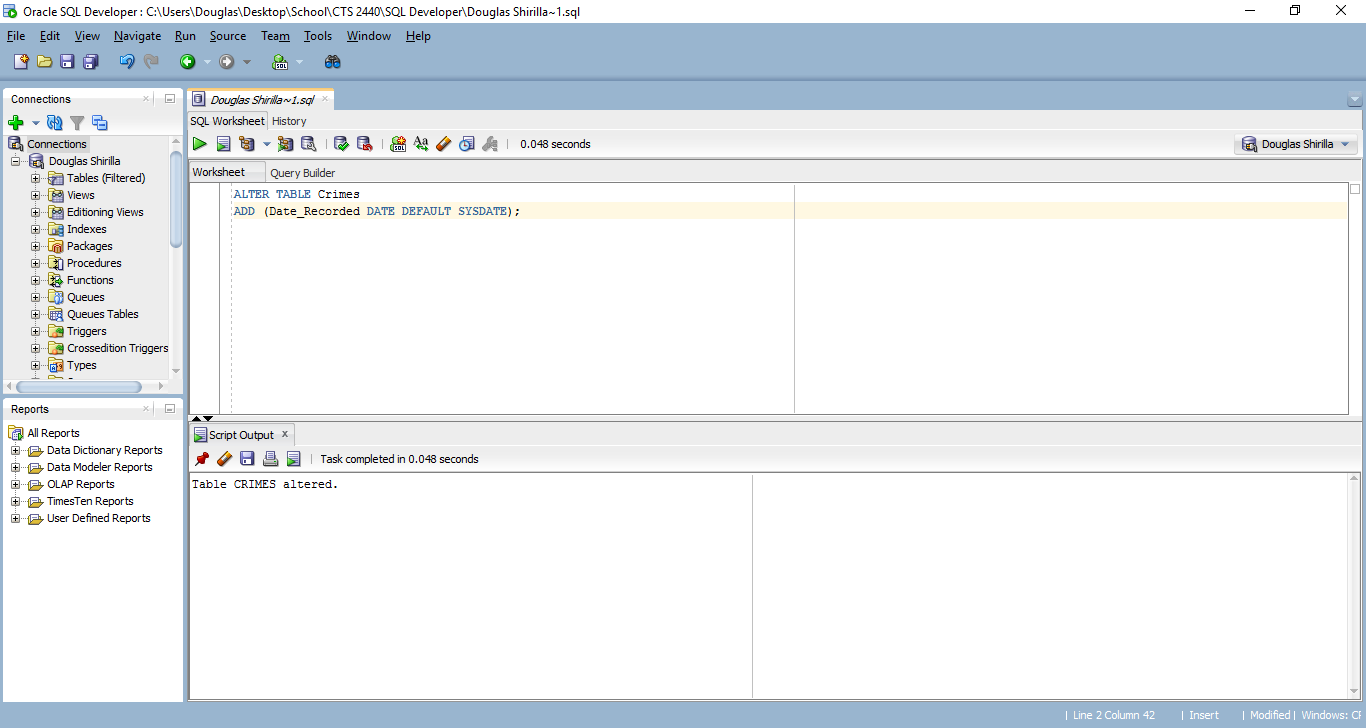 Oracle SQL Developer : C:\Users\Douglas\Desktop\School\CTS 2440\SQL Developer\Douglas Shirilla~1.sql
File Edit View Navigate Run Source Team Tools Window Help
Connections
Connections
Douglas Shirilla
Tables (Filtered)
Views
Editioning Views
Indexes
Packages
Procedures
Functions
Queues
Queues Tables
Triggers
Crossedition Triggers
Types
Reports
All Reports
Data Dictionary Reports
Data Modeler Reports
OLAP Reports
TimesTen Reports
User Defined Reports
Douglas Shirilla~1.sql
SQL Worksheet History
0.048 seconds
Douglas Shirilla
Worksheet Query Builder
ALTER TABLE Crimes
ADD (Date_Recorded DATE DEFAULT SYSDATE);
Script Output x
Task completed in 0.048 seconds
Table CRIMES altered.
| Line 2 Column 42 | Insert | Modified | Windows: